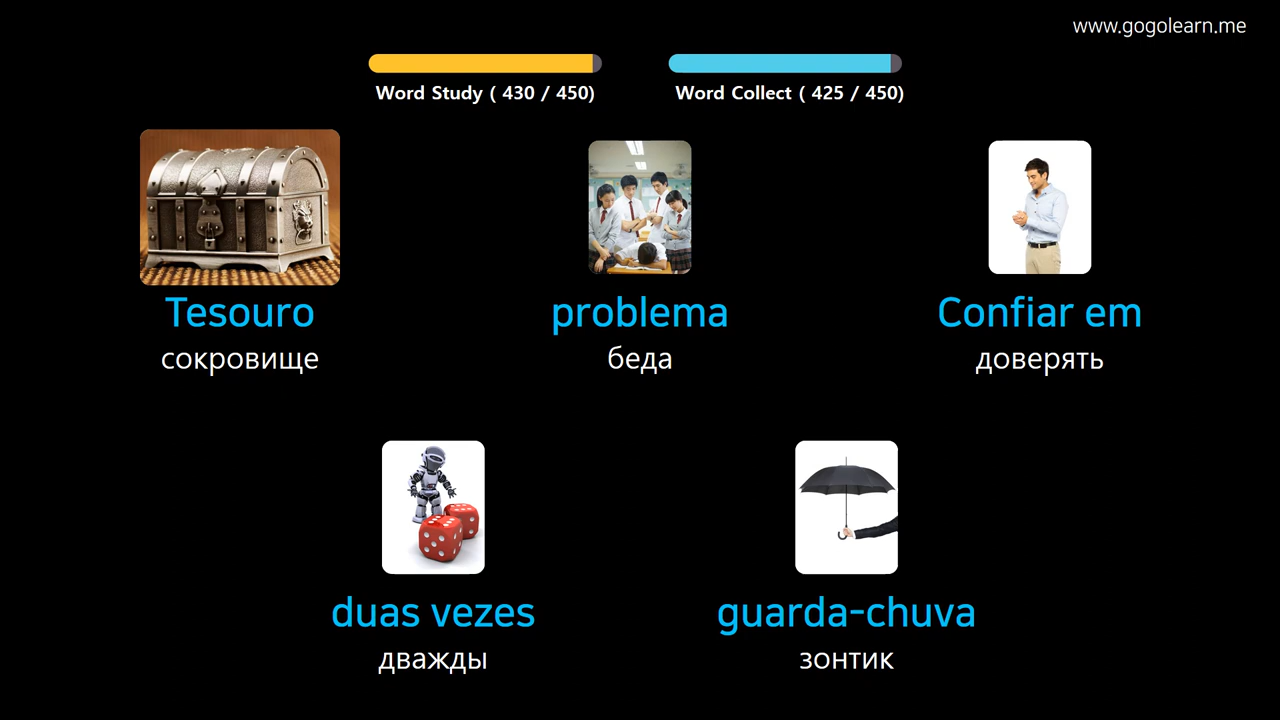 www.gogolearn.me
Word Study ( 430 / 450)
Word Collect ( 425 / 450)
Tesouro
сокровище
problema
беда
Confiar em
доверять
duas vezes
дважды
guarda-chuva
зонтик